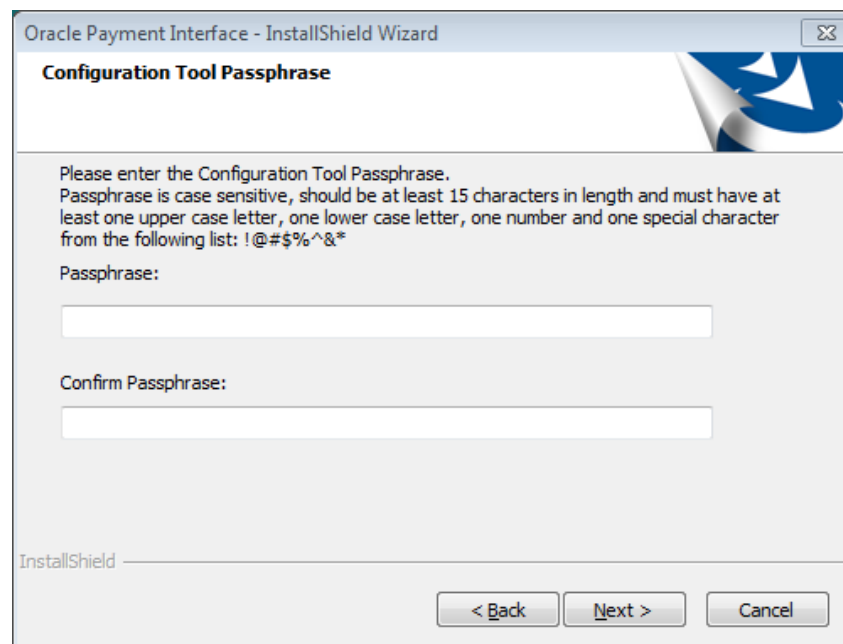 Oracle Payment Interface - InstallShield Wizard
Configuration Tool Passphrase
Please enter the Configuration Tool Passphrase.
Passphrase is case sensitive, should be at least 15 characters in length and must have at
least one upper case letter, one lower case letter, one number and one special character
from the following list: !@#$%^&*
Passphrase:
Confirm Passphrase:
InstallShield
< Back
Next >
Cancel